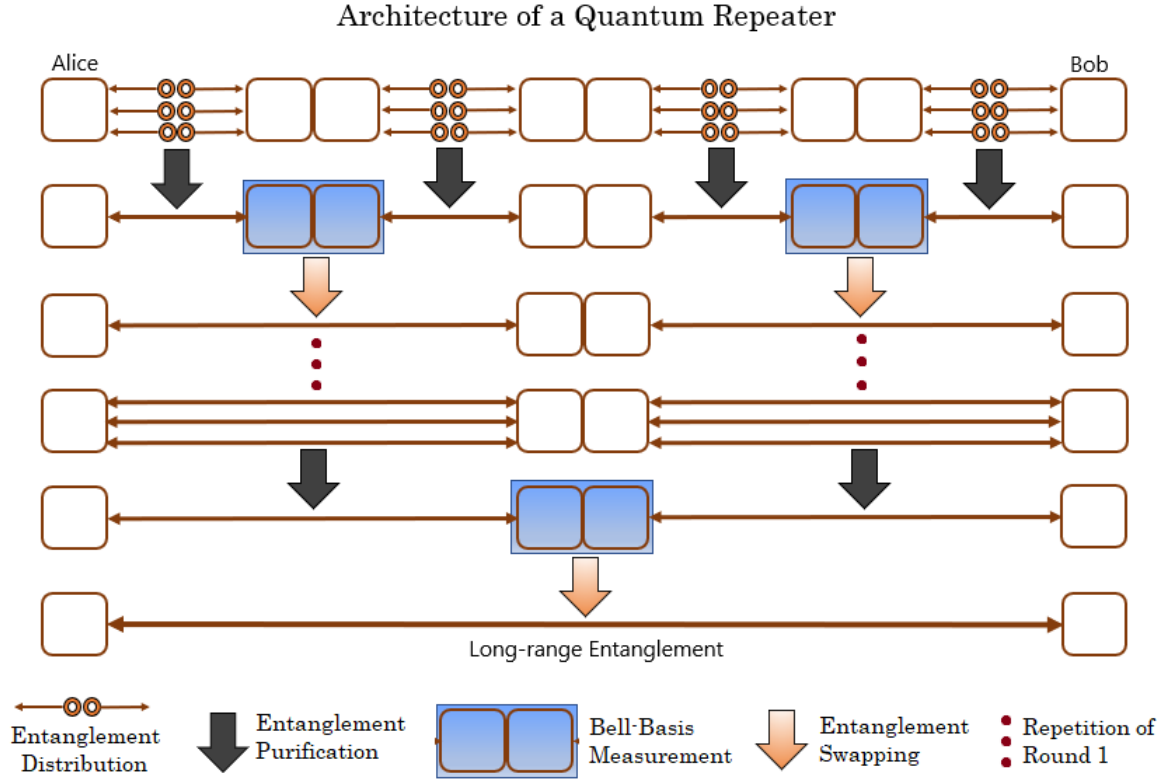 Architecture of a Quantum Repeater
Alice
Bob
Long-range Entanglement
Entanglement
Distribution
Entanglement
Purification
Bell-Basis
Measurement
Entanglement
Swapping
Repetition of
Round 1